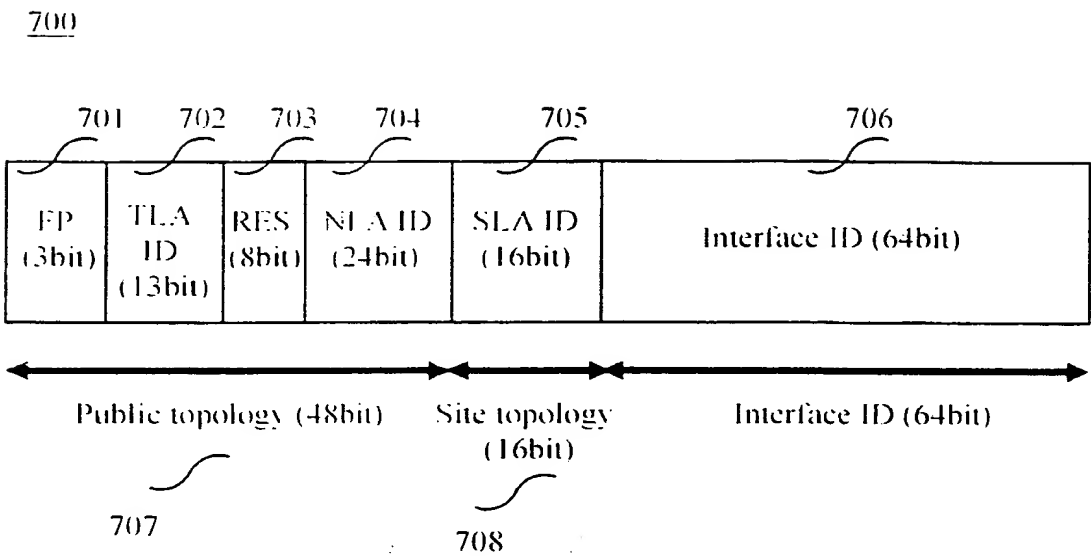 700
701 702 703 704 705 706
FP
(3bit)
TLA
ID
(13bit)
RES
(8bit)
NLA ID
(24bit)
SLA ID
(16bit)
Interface ID (64bit)
Public topology (48bit)
Site topology
(16bit)
Interface ID (64bit)
707
708